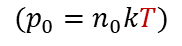 (p₀ = n₀kT)